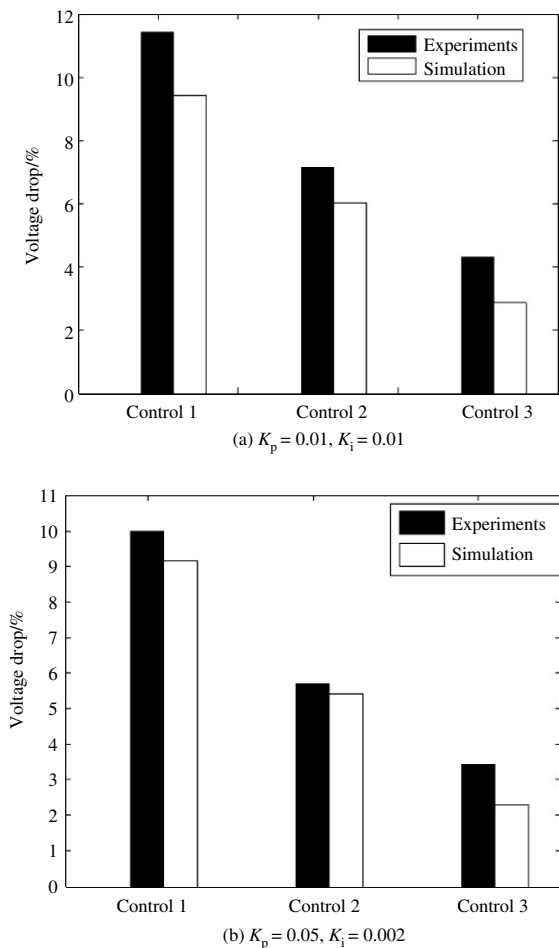 12
10
8
6
4
2
0
Voltage drop/%
Experiments
Simulation
Control 1
Control 2
Control 3
(a) Kp = 0.01, Ki = 0.01
11
10
9
8
7
6
5
4
3
2
1
0
Voltage drop/%
Experiments
Simulation
Control 1
Control 2
Control 3
(b) Kp = 0.05, Ki = 0.002